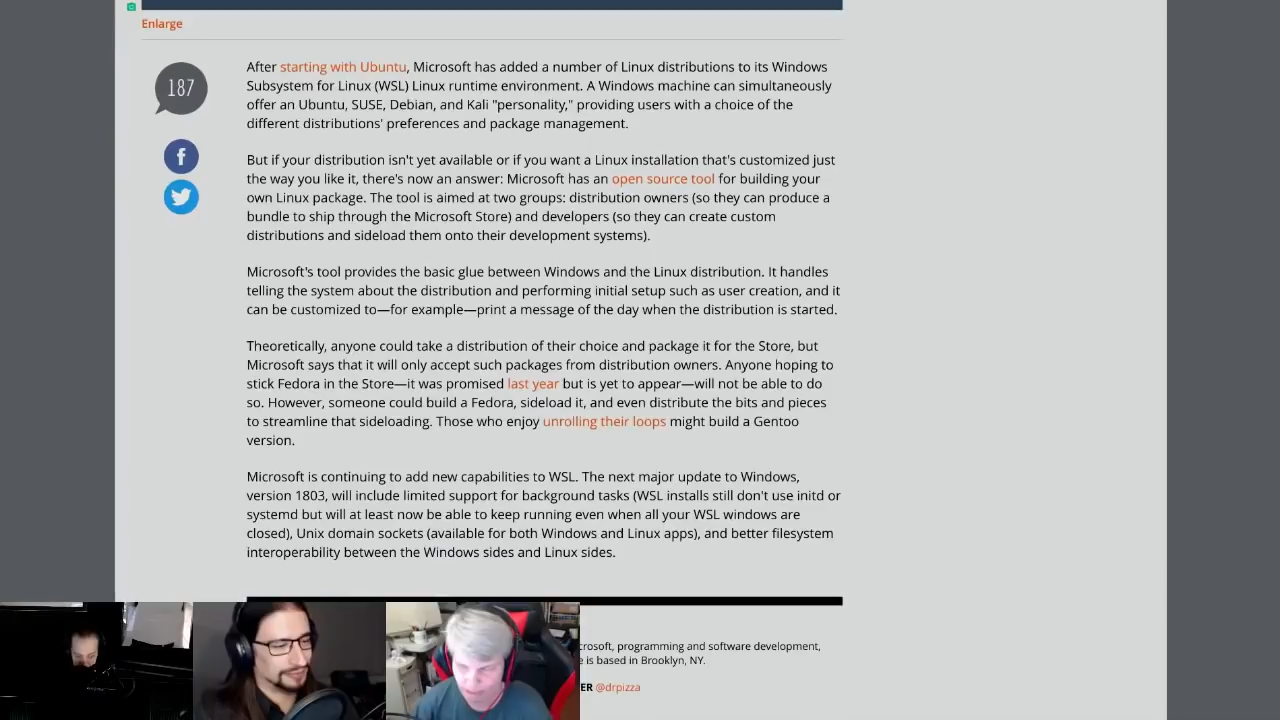 Enlarge
187
After starting with Ubuntu, Microsoft has added a number of Linux distributions to its Windows
Subsystem for Linux (WSL) Linux runtime environment. A Windows machine can simultaneously
offer an Ubuntu, SUSE, Debian, and Kali "personality," providing users with a choice of the
different distributions' preferences and package management.
But if your distribution isn't yet available or if you want a Linux installation that's customized just
the way you like it, there's now an answer: Microsoft has an open source tool for building your
own Linux package. The tool is aimed at two groups: distribution owners (so they can produce a
bundle to ship through the Microsoft Store) and developers (so they can create custom
distributions and sideload them onto their development systems).
Microsoft's tool provides the basic glue between Windows and the Linux distribution. It handles
telling the system about the distribution and performing initial setup such as user creation, and it
can be customized to—for example—print a message of the day when the distribution is started.
Theoretically, anyone could take a distribution of their choice and package it for the Store, but
Microsoft says that it will only accept such packages from distribution owners. Anyone hoping to
stick Fedora in the Store—it was promised last year but is yet to appear—will not be able to do
so. However, someone could build a Fedora, sideload it, and even distribute the bits and pieces
to streamline that sideloading. Those who enjoy unrolling their loops might build a Gentoo
version.
Microsoft is continuing to add new capabilities to WSL. The next major update to Windows,
version 1803, will include limited support for background tasks (WSL installs still don't use initd or
systemd but will at least now be able to keep running even when all your WSL windows are
closed), Unix domain sockets (available for both Windows and Linux apps), and better filesystem
interoperability between the Windows sides and Linux sides.
crosoft, programming and software development,
e is based in Brooklyn, NY.
ER @drpizza